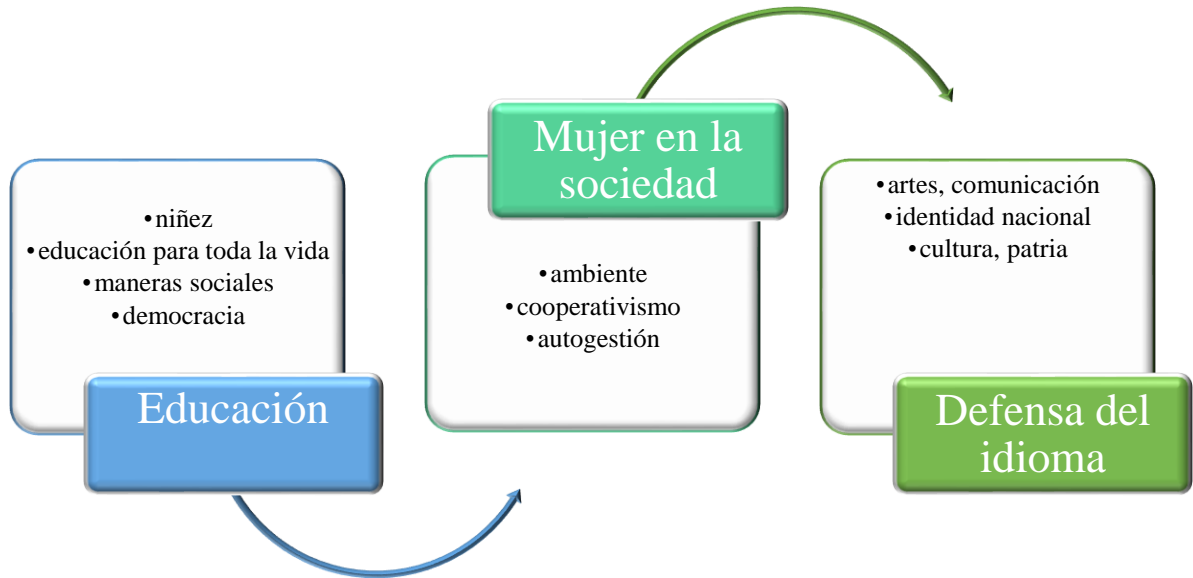 •niñez
•educación para toda la vida
•maneras sociales
•democracia
Educación
Mujer en la
sociedad
•ambiente
•cooperativismo
•autogestión
•artes, comunicación
•identidad nacional
•cultura, patria
Defensa del
idioma